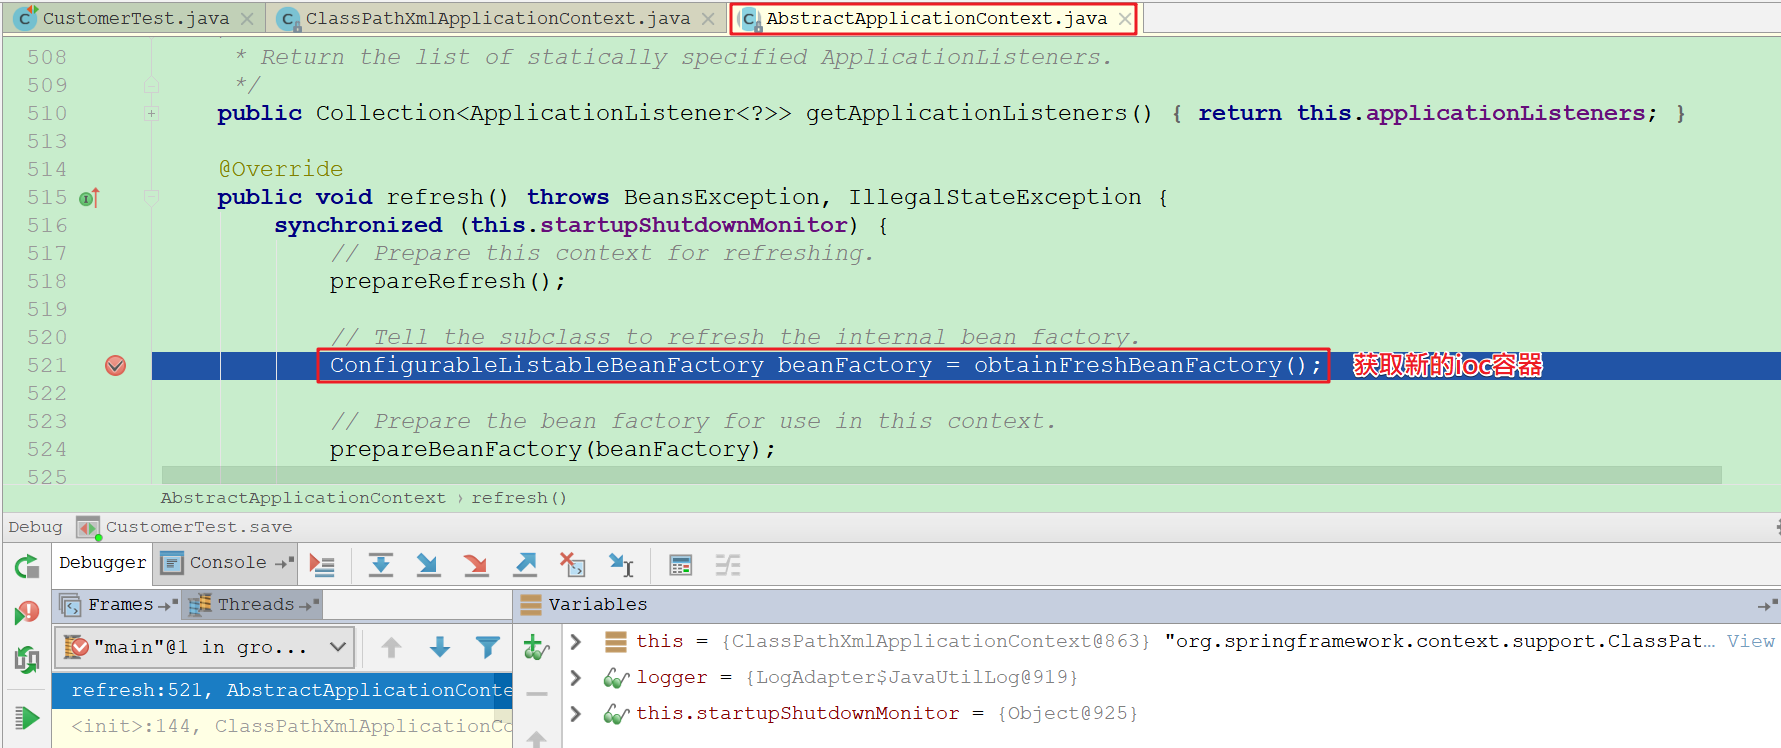 CustomerTest.java ClassPathXmlApplicationContext.java AbstractApplicationContext.java
508 * Return the list of statically specified ApplicationListeners.
509 */
510 public Collection<ApplicationListener<?>> getApplicationListeners() { return this.applicationListeners; }
513
514 @Override
515 public void refresh() throws BeansException, IllegalStateException {
516 synchronized (this.startupShutdownMonitor) {
517 // Prepare this context for refreshing.
518 prepareRefresh();
519
520 // Tell the subclass to refresh the internal bean factory.
521 ConfigurableListableBeanFactory beanFactory = obtainFreshBeanFactory(); 获取新的ioc容器
522
523 // Prepare the bean factory for use in this context.
524 prepareBeanFactory(beanFactory);
525
AbstractApplicationContext › refresh()
Debug CustomerTest.save
Debugger Console
Frames Threads Variables
"main"@1 in gro... this = {ClassPathXmlApplicationContext@863} "org.springframework.context.support.ClassPat... View
refresh:521, AbstractApplicationConte logger = {LogAdapter$JavaUtilLog@919}
<init>:144, ClassPathXmlApplicationCo this.startupShutdownMonitor = {Object@925}